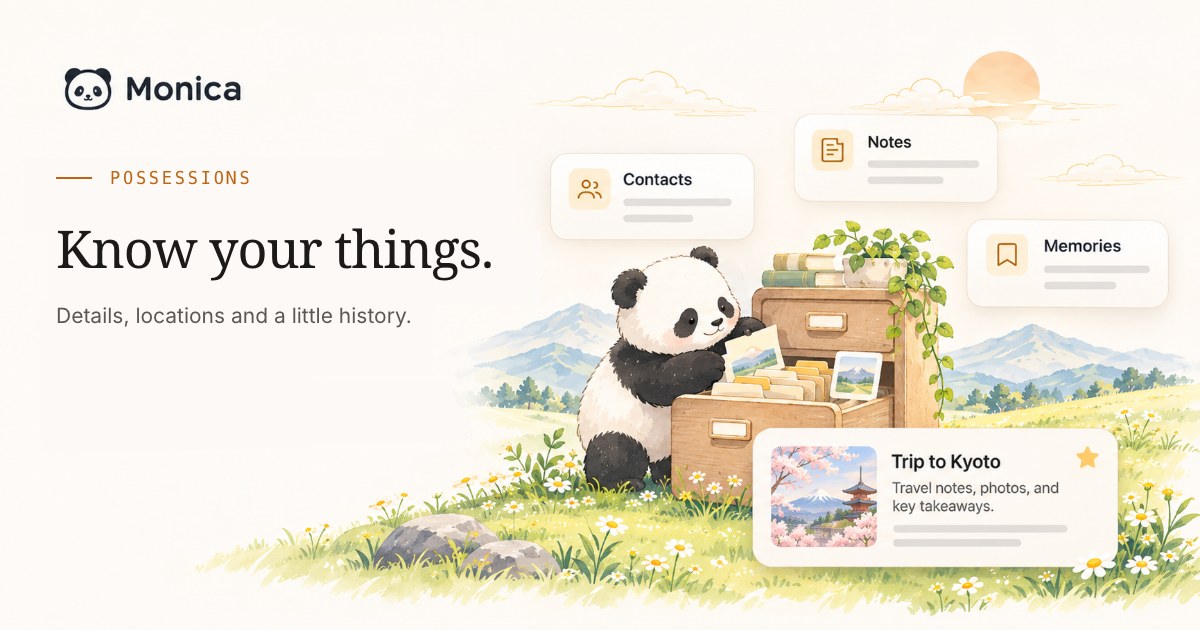 Monica
POSSESSIONS
Know your things.
Details, locations and a little history.
Contacts
Notes
Memories
Trip to Kyoto
Travel notes, photos, and
key takeaways.